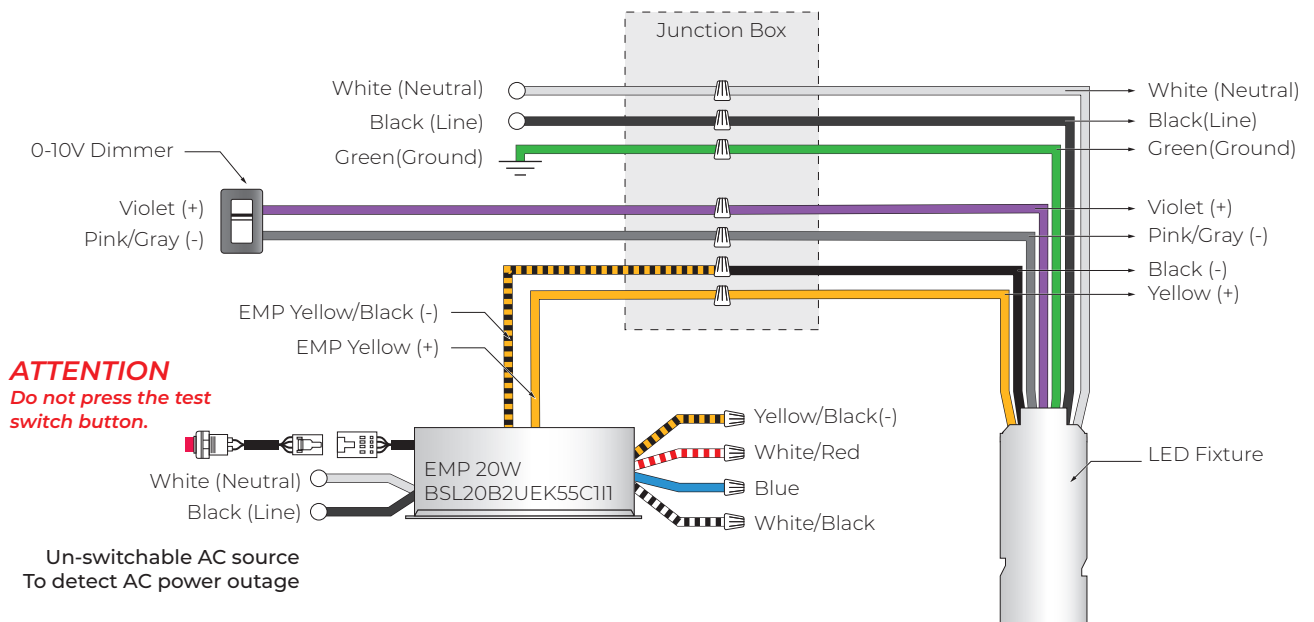 Junction Box
White (Neutral)
White (Neutral)
Black (Line)
Black(Line)
Green(Ground)
Green(Ground)
0-10V Dimmer
Violet (+)
Violet (+)
Pink/Gray (-)
Pink/Gray (-)
Black (-)
Yellow (+)
EMP Yellow/Black (-)
EMP Yellow (+)
ATTENTION
Do not press the test
switch button.
Yellow/Black(-)
White/Red
Blue
White/Black
EMP 20W
BSL20B2UEK55C1I1
White (Neutral)
Black (Line)
LED Fixture
Un-switchable AC source
To detect AC power outage